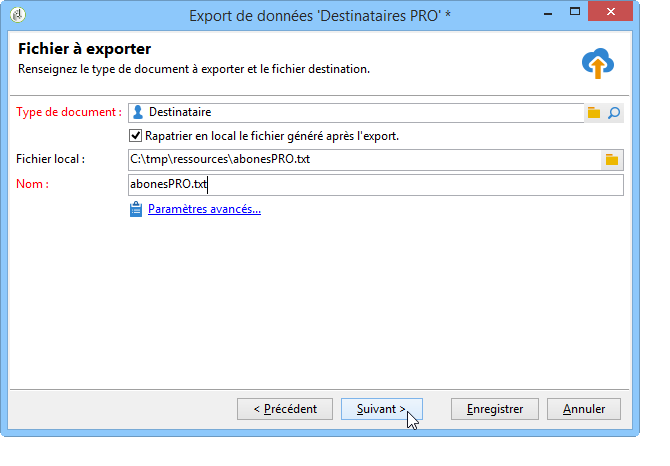 Export de données 'Destinataires PRO' *
Fichier à exporter
Renseignez le type de document à exporter et le fichier destination.
Type de document : Destinataire
Rapatrier en local le fichier généré après l'export.
Fichier local : C:\tmp\ressources\abonesPRO.txt
Nom : abonesPRO.txt
Paramètres avancés...
< Précédent Suivant > Enregistrer Annuler